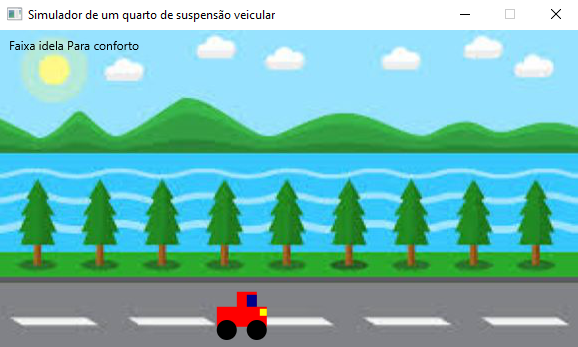 Simulador de um quarto de suspensão veicular
Faixa idela Para conforto